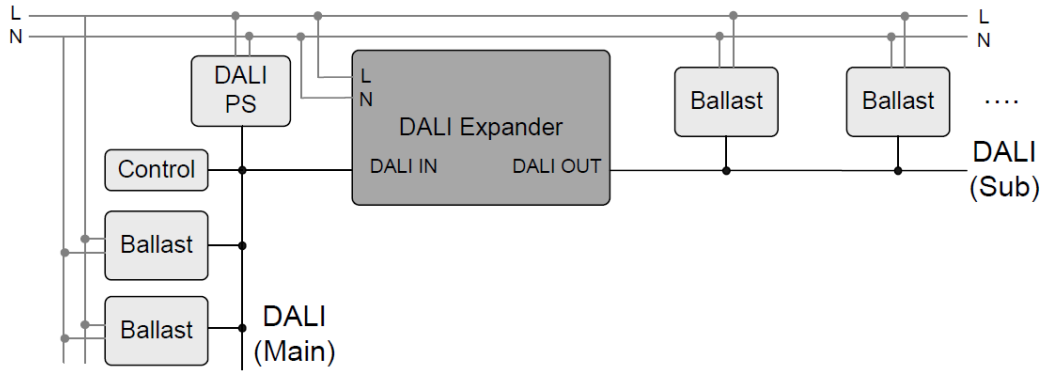 L
N
L
N
DALI
PS
L
N
DALI Expander
DALI IN
DALI OUT
Ballast
Ballast
....
DALI
(Sub)
Control
Ballast
Ballast
DALI
(Main)